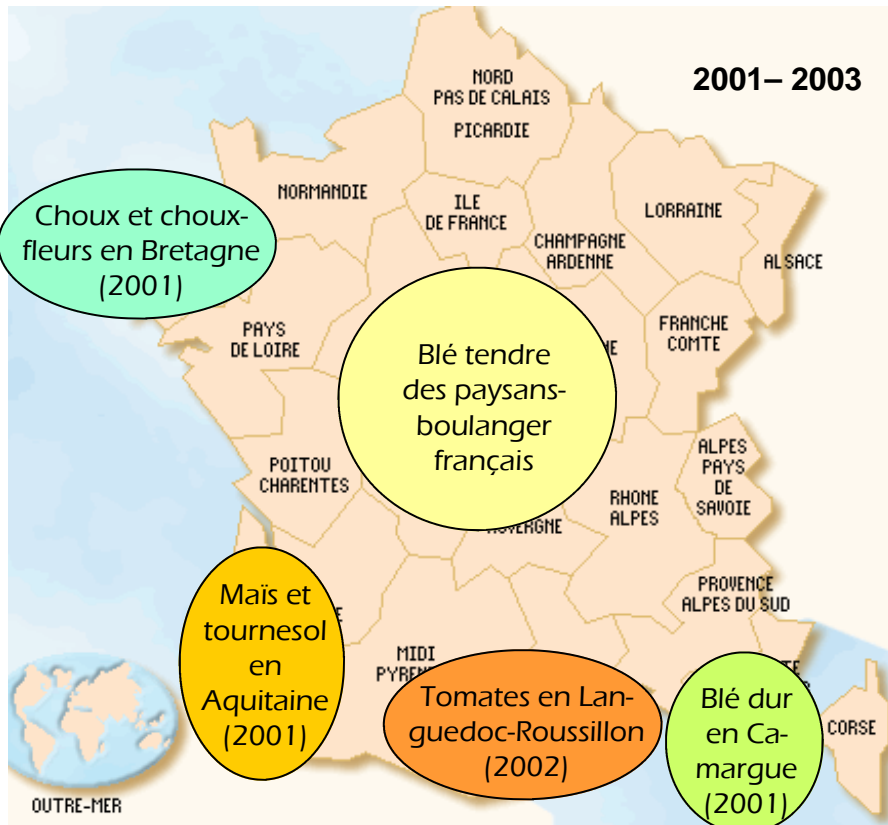 2001– 2003
NORD
PAS DE CALAIS
PICARDIE
NORMANDIE
ILE
DE FRANCE
LORRAINE
CHAMPAGNE
ARDENNE
ALSACE
Choux et choux-
fleurs en Bretagne
(2001)
PAYS
DE LOIRE
FRANCHE
COMTE
Blé tendre
des paysans-
boulanger
français
POITOU
CHARENTES
ALPES
PAYS
DE
SAVOIE
RHONE
ALPES
PROVENCE
ALPES DU SUD
Maïs et
tournesol
en
Aquitaine
(2001)
MIDI
Tomates en Lan-
guedoc-Roussillon
(2002)
Blé dur
en Ca-
margue
(2001)
CORSE
OUTRE-MER